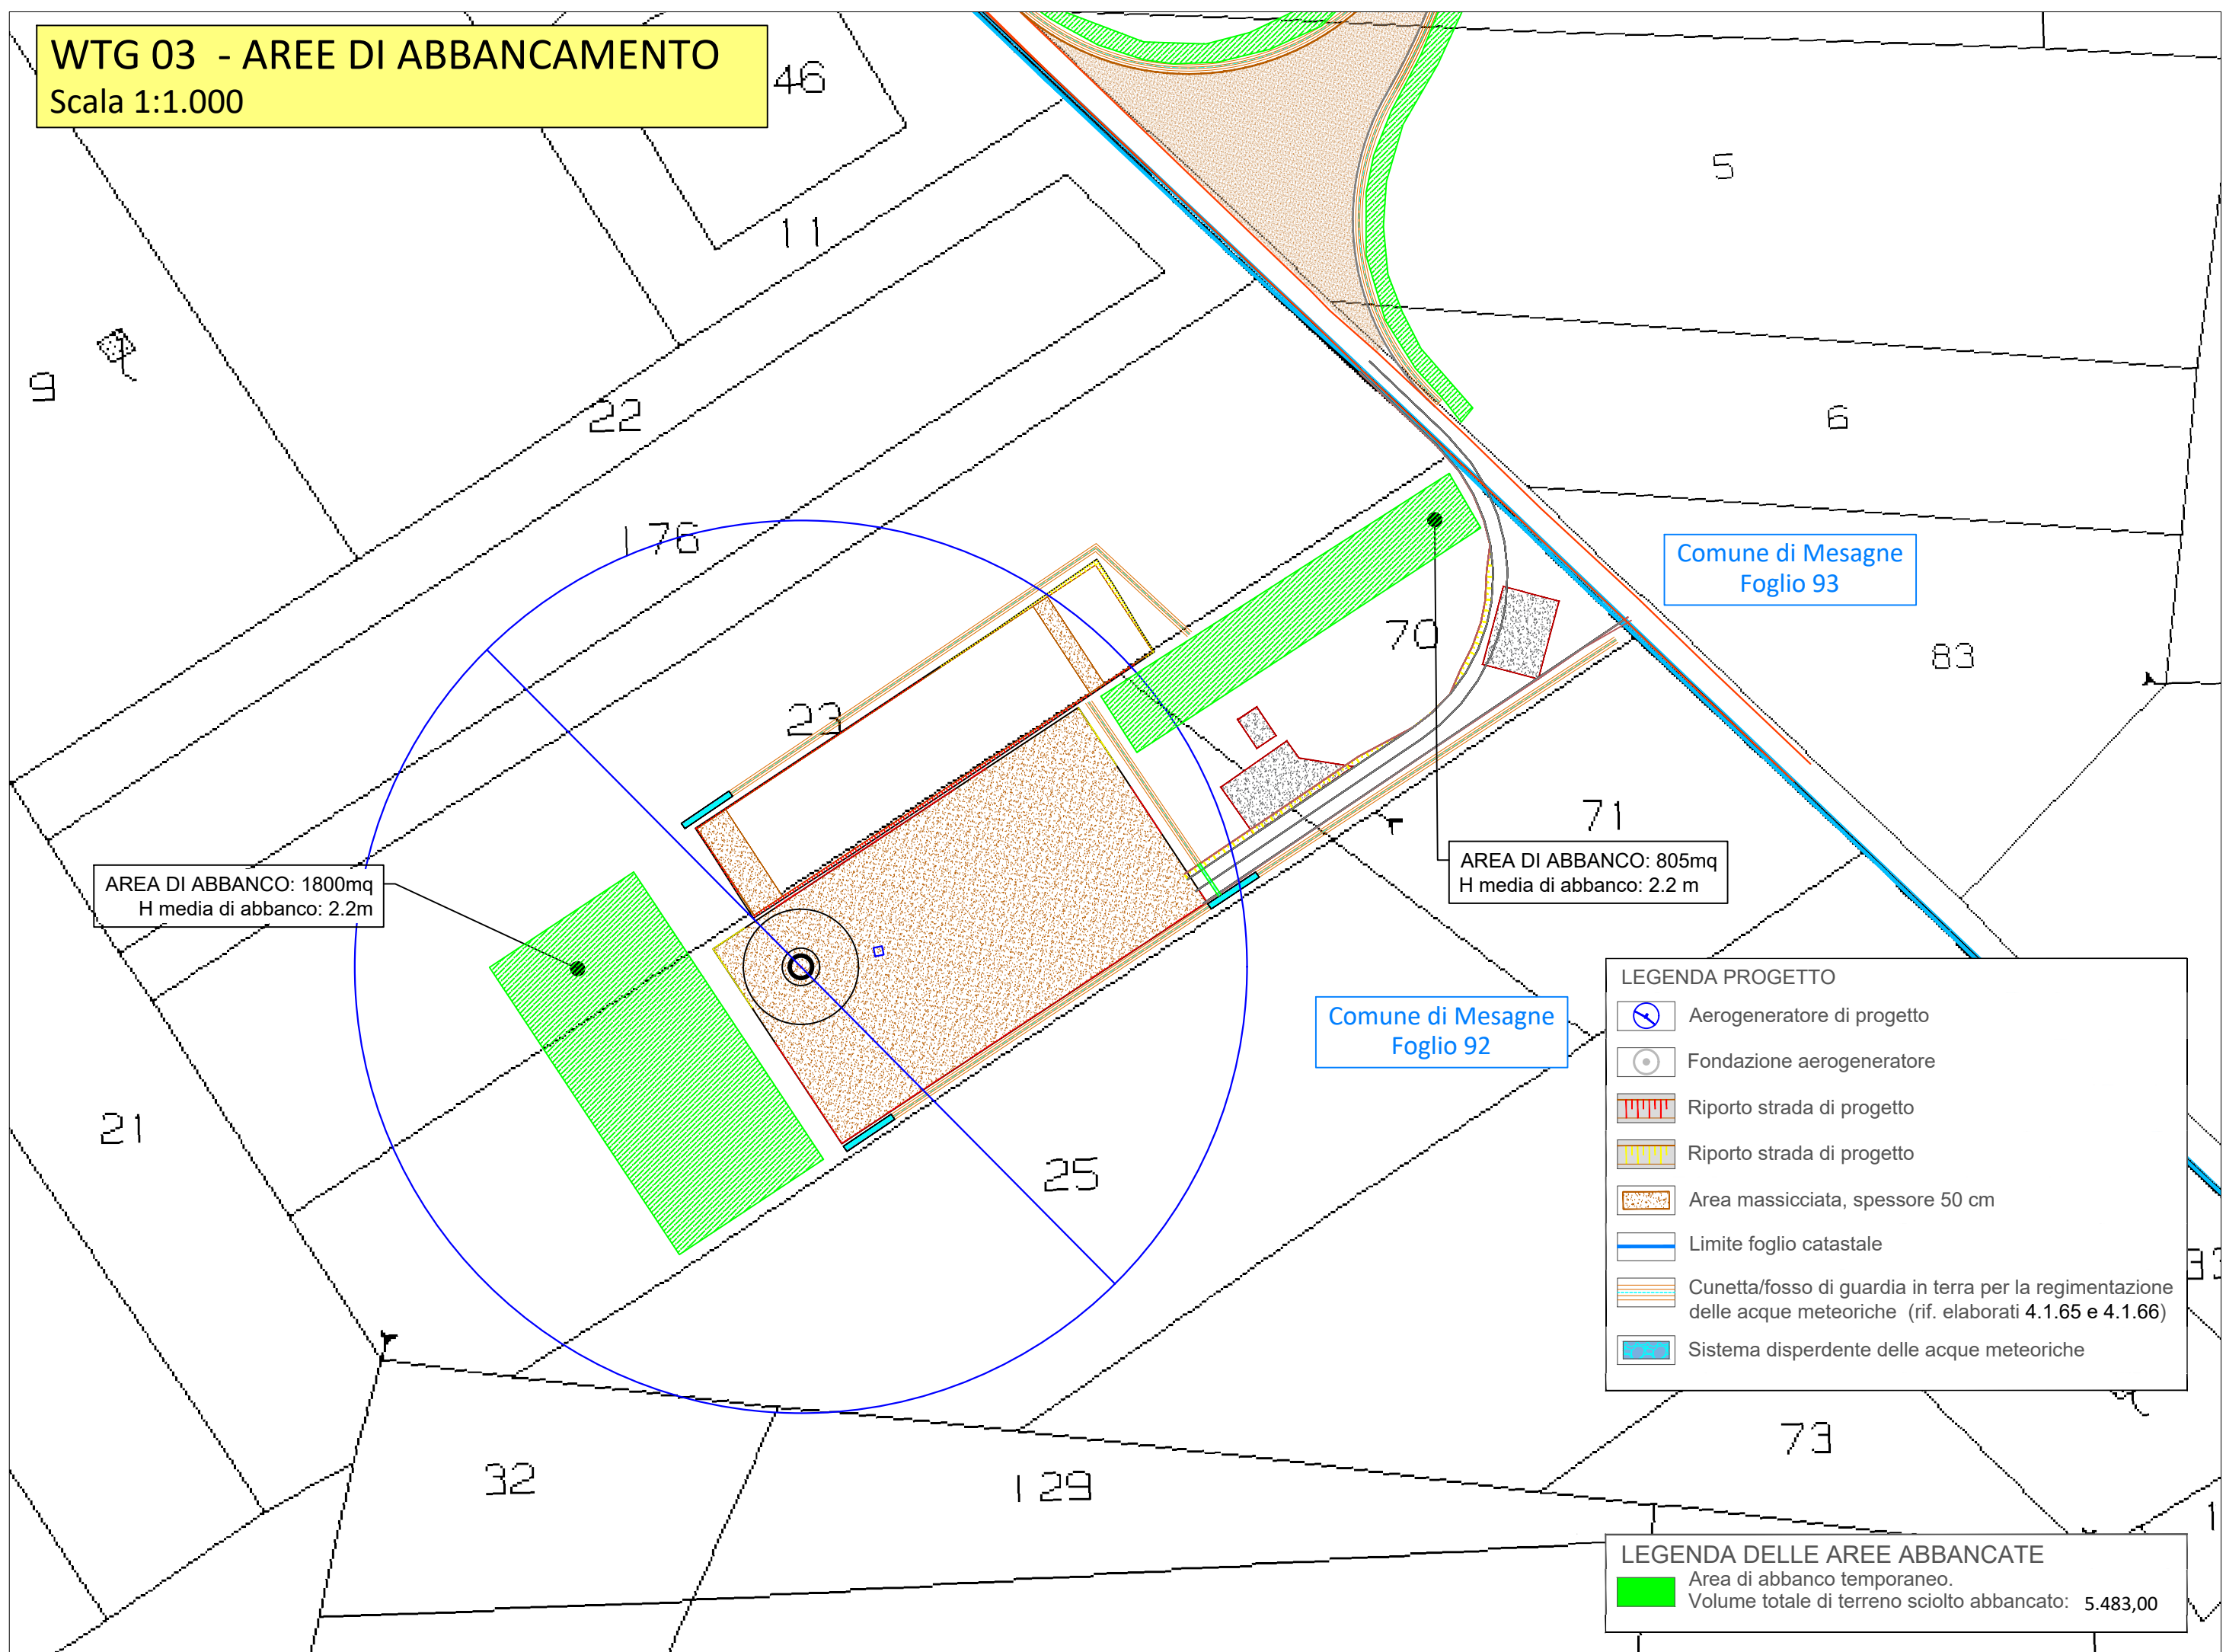 WTG 03 - AREE DI ABBANCAMENTO
Scala 1:1.000
46
5
11
9
22
6
176
Comune di Mesagne
Foglio 93
70
83
23
71
AREA DI ABBANCO: 805mq
H media di abbanco: 2.2 m
AREA DI ABBANCO: 1800mq
H media di abbanco: 2.2m
Comune di Mesagne
Foglio 92
21
25
LEGENDA PROGETTO
Aerogeneratore di progetto
Fondazione aerogeneratore
Riporto strada di progetto
Riporto strada di progetto
Area massicciata, spessore 50 cm
Limite foglio catastale
Cunetta/fosso di guardia in terra per la regimentazione
delle acque meteoriche (rif. elaborati 4.1.65 e 4.1.66)
Sistema disperdente delle acque meteoriche
73
32
129
LEGENDA DELLE AREE ABBANCATE
Area di abbanco temporaneo.
Volume totale di terreno sciolto abbancato: 5.483,00